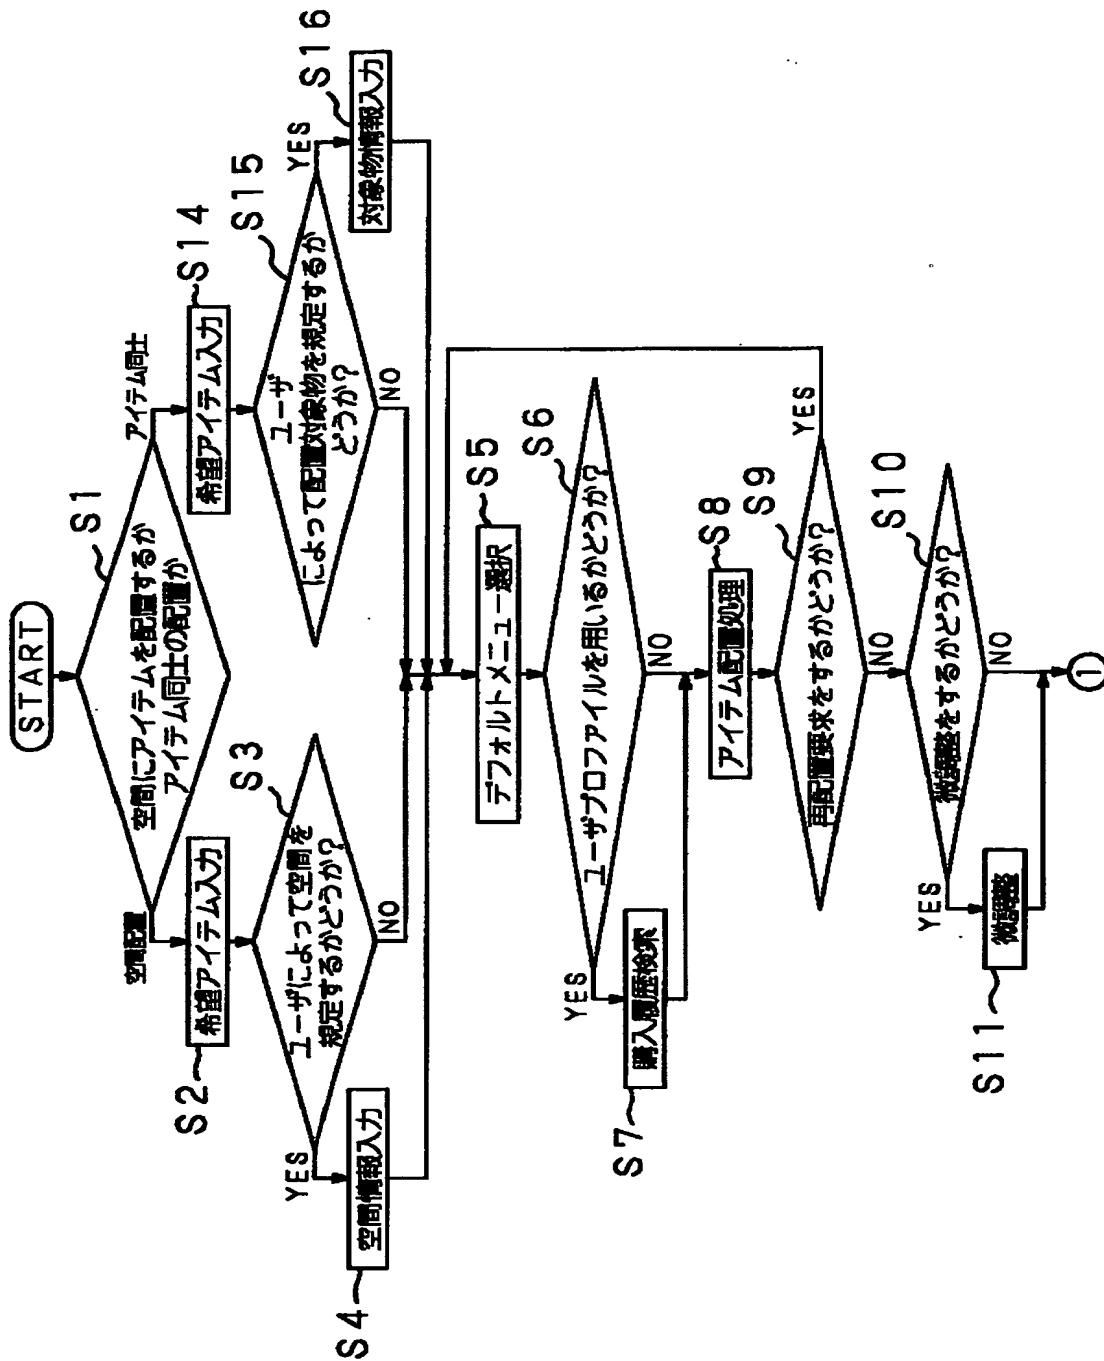 START
空間にアイテムを配置するか
アイテム同士の配置か
S1
空間配置
アイテム同士
S2
希望アイテム入力
希望アイテム入力
S14
ユーザによって空間を
規定するかどうか?
S3
YES
NO
ユーザ
によって配置対象物を規定するか
どうか?
S15
YES
NO
S4
空間情報入力
対象物情報入力
S16
デフォルトメニュー選択
S5
ユーザプロファイルを用いるかどうか?
S6
YES
NO
S7
購入履歴検索
アイテム配置処理
S8
再配置要求をするかどうか?
S9
YES
NO
微調整をするかどうか?
S10
YES
NO
S11
微調整
1